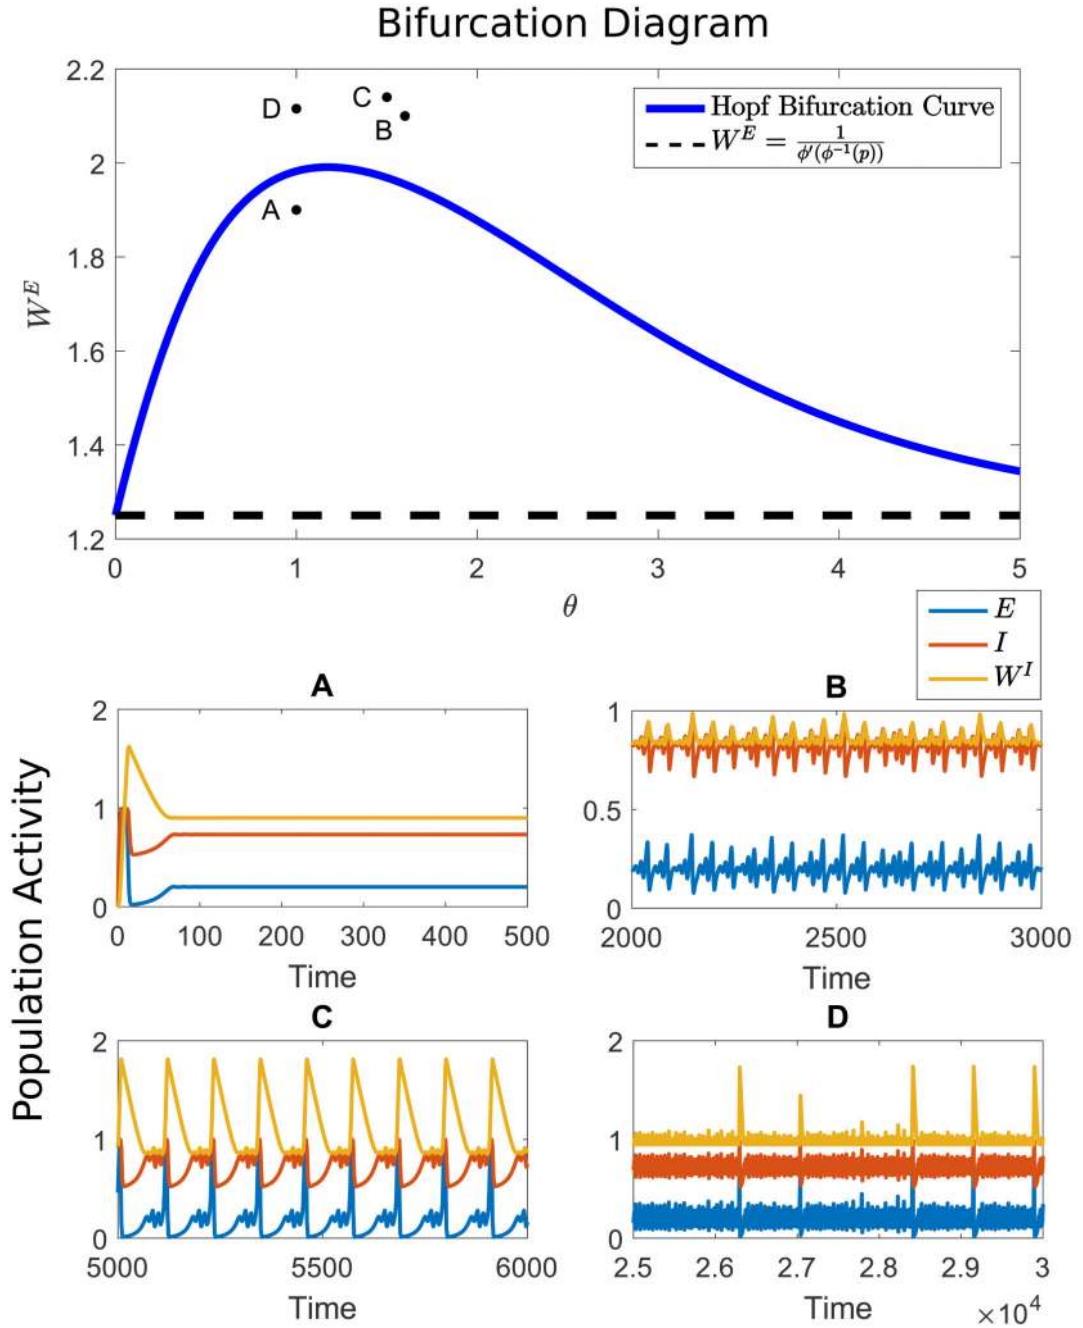 Bifurcation Diagram
2.2
2
1.8
1.6
1.4
1.2
W^E
D
C
B
A
Hopf Bifurcation Curve
W^E = 1/(ϕ′(ϕ^{-1}(p)))
0 1 2 3 4 5
θ
E
I
W^I
Population Activity
A
2
1
0
0 100 200 300 400 500
Time
B
1
0.5
0
2000 2500 3000
Time
C
2
1
0
5000 5500 6000
Time
D
2
1
0
2.5 2.6 2.7 2.8 2.9 3
Time
×10^4